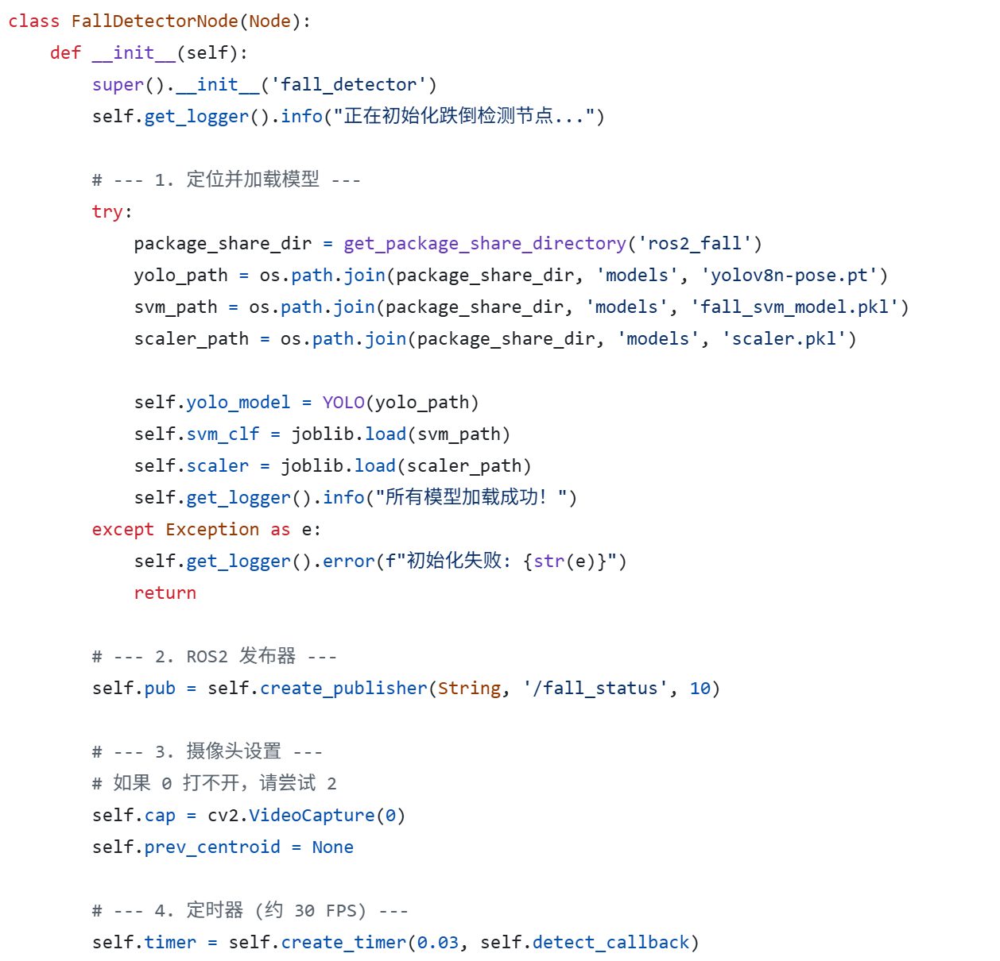 class FallDetectorNode(Node):
    def __init__(self):
        super().__init__('fall_detector')
        self.get_logger().info("正在初始化跌倒检测节点...")

        # --- 1. 定位并加载模型 ---
        try:
            package_share_dir = get_package_share_directory('ros2_fall')
            yolo_path = os.path.join(package_share_dir, 'models', 'yolov8n-pose.pt')
            svm_path = os.path.join(package_share_dir, 'models', 'fall_svm_model.pkl')
            scaler_path = os.path.join(package_share_dir, 'models', 'scaler.pkl')

            self.yolo_model = YOLO(yolo_path)
            self.svm_clf = joblib.load(svm_path)
            self.scaler = joblib.load(scaler_path)
            self.get_logger().info("所有模型加载成功！")
        except Exception as e:
            self.get_logger().error(f"初始化失败: {str(e)}")
            return

        # --- 2. ROS2 发布器 ---
        self.pub = self.create_publisher(String, '/fall_status', 10)

        # --- 3. 摄像头设置 ---
        # 如果 0 打不开，请尝试 2
        self.cap = cv2.VideoCapture(0)
        self.prev_centroid = None

        # --- 4. 定时器 (约 30 FPS) ---
        self.timer = self.create_timer(0.03, self.detect_callback)